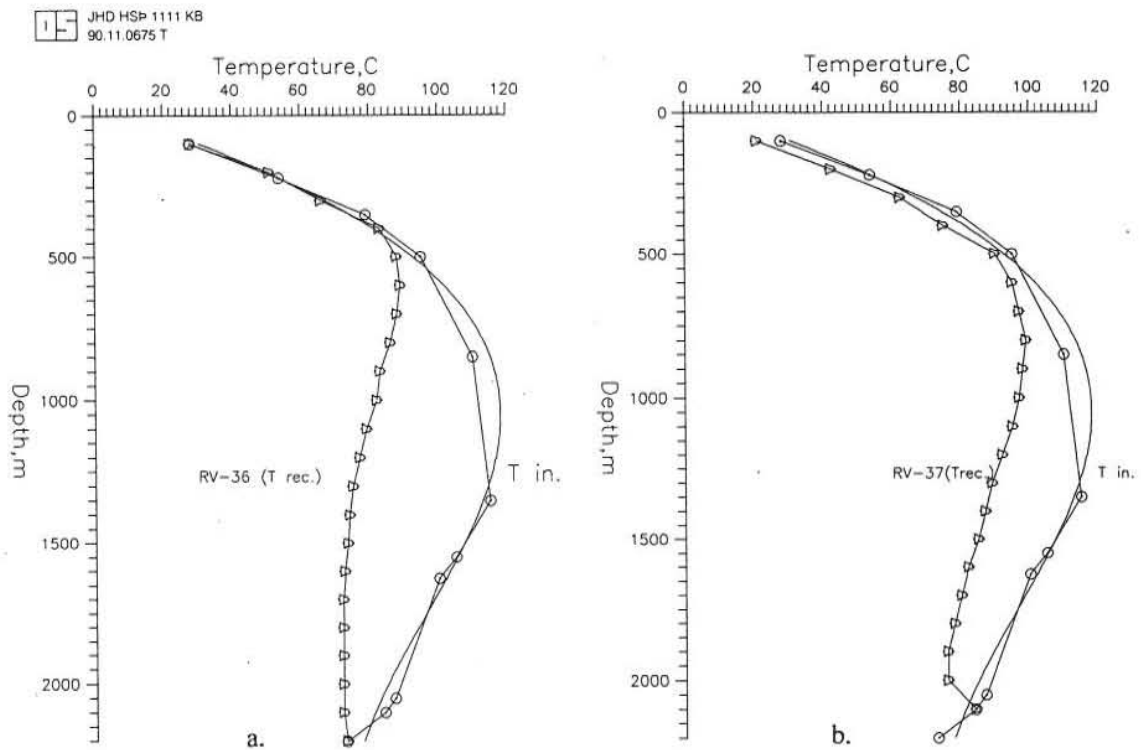 JHD HSÞ 1111 KB
90.11.0675 T
Temperature,C
0 20 40 60 80 100 120
0
500
1000
1500
2000
Depth,m
RV-36 (T rec.)
T in.
a.
Temperature,C
0 20 40 60 80 100 120
0
500
1000
1500
2000
Depth,m
RV-37(Trec.)
T in.
b.